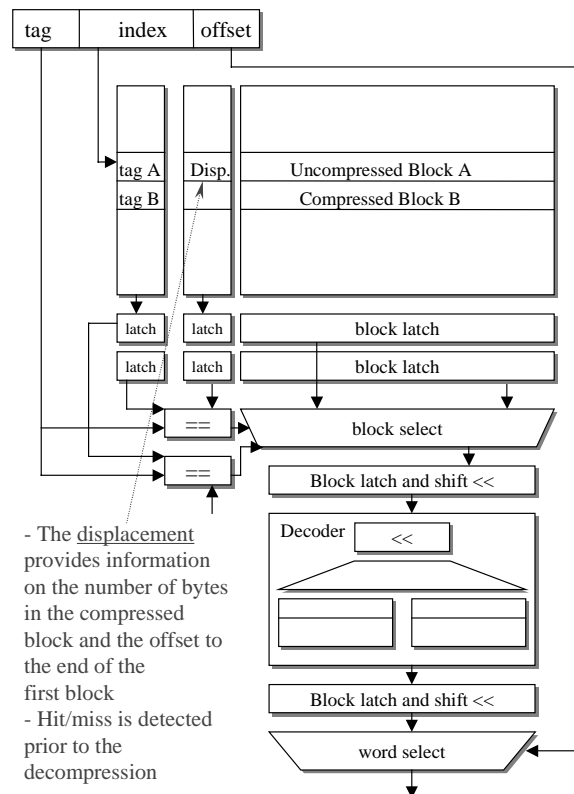 tag index offset
tag A Disp. Uncompressed Block A
tag B Compressed Block B
latch latch block latch
latch latch block latch
== block select
==
Block latch and shift <<
Decoder <<
Block latch and shift <<
word select
- The displacement
provides information
on the number of bytes
in the compressed
block and the offset to
the end of the
first block
- Hit/miss is detected
prior to the
decompression